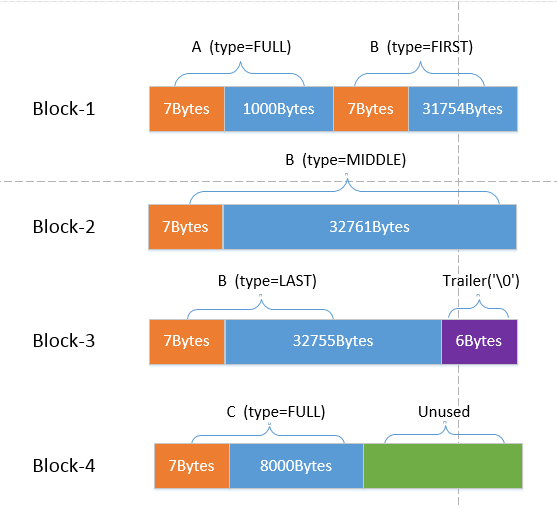 A (type=FULL) B (type=FIRST)
Block-1 7Bytes 1000Bytes 7Bytes 31754Bytes
B (type=MIDDLE)
Block-2 7Bytes 32761Bytes
B (type=LAST) Trailer('\0')
Block-3 7Bytes 32755Bytes 6Bytes
C (type=FULL) Unused
Block-4 7Bytes 8000Bytes